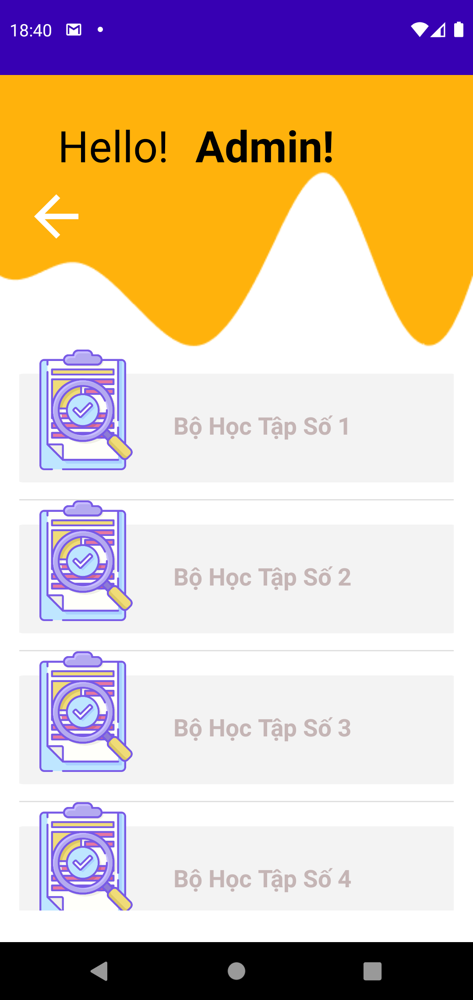 18:40
Hello! Admin!
Bộ Học Tập Số 1
Bộ Học Tập Số 2
Bộ Học Tập Số 3
Bộ Học Tập Số 4